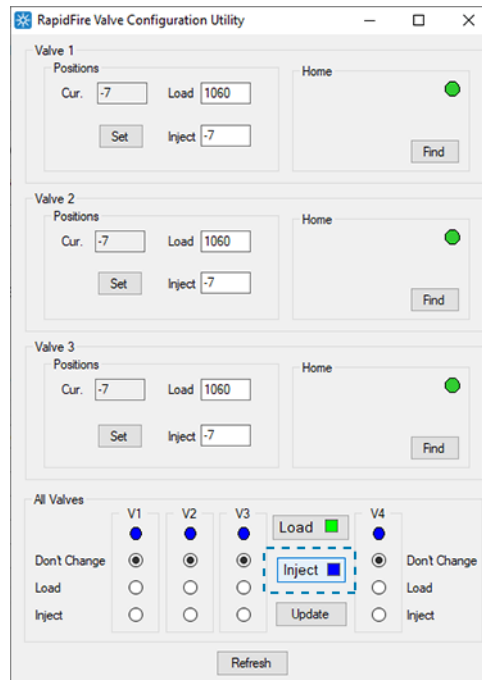 RapidFire Valve Configuration Utility
Valve 1
Positions
Home
Cur. -7 Load 1060
Set Inject -7
Find
Valve 2
Positions
Home
Cur. -7 Load 1060
Set Inject -7
Find
Valve 3
Positions
Home
Cur. -7 Load 1060
Set Inject -7
Find
All Valves
V1 V2 V3 V4
Load
Don't Change Don't Change
Inject
Load Load
Inject Update Inject
Refresh